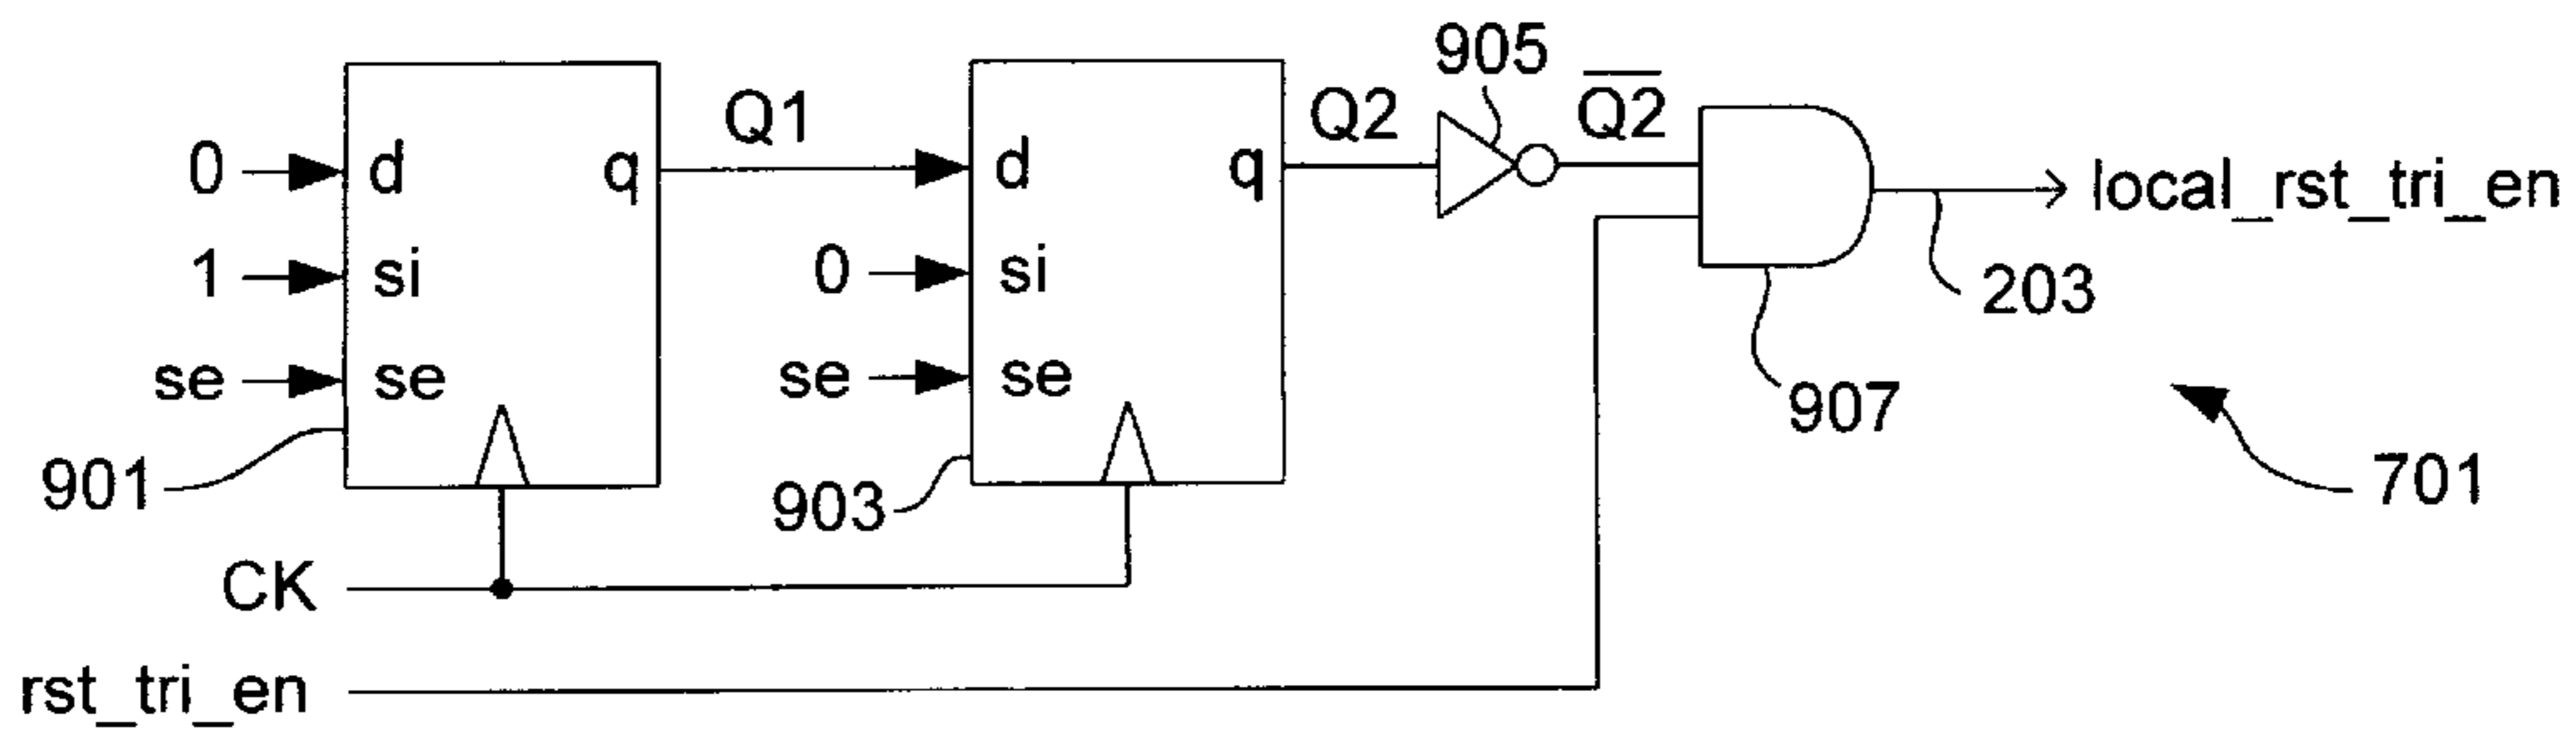 905
Q1
Q2
Q2
0
d
q
d
q
local_rst_tri_en
1
si
0
si
203
se
se
se
se
907
901
903
701
CK
rst_tri_en